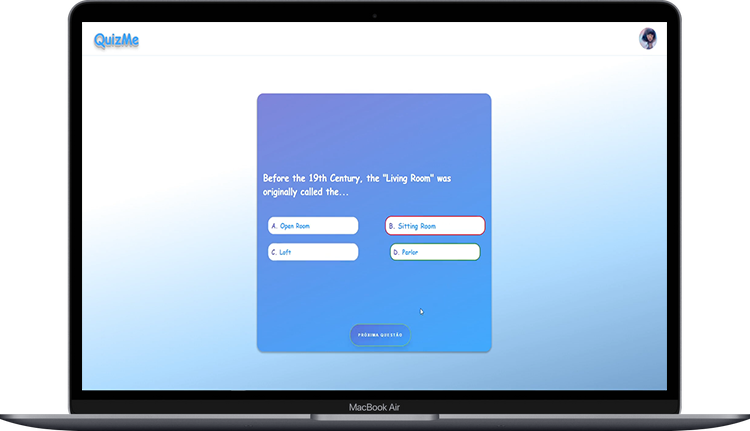 QuizMe
Before the 19th Century, the "Living Room" was
originally called the...
A. Open Room
B. Sitting Room
C. Loft
D. Parlor
PRÓXIMA QUESTÃO
MacBook Air